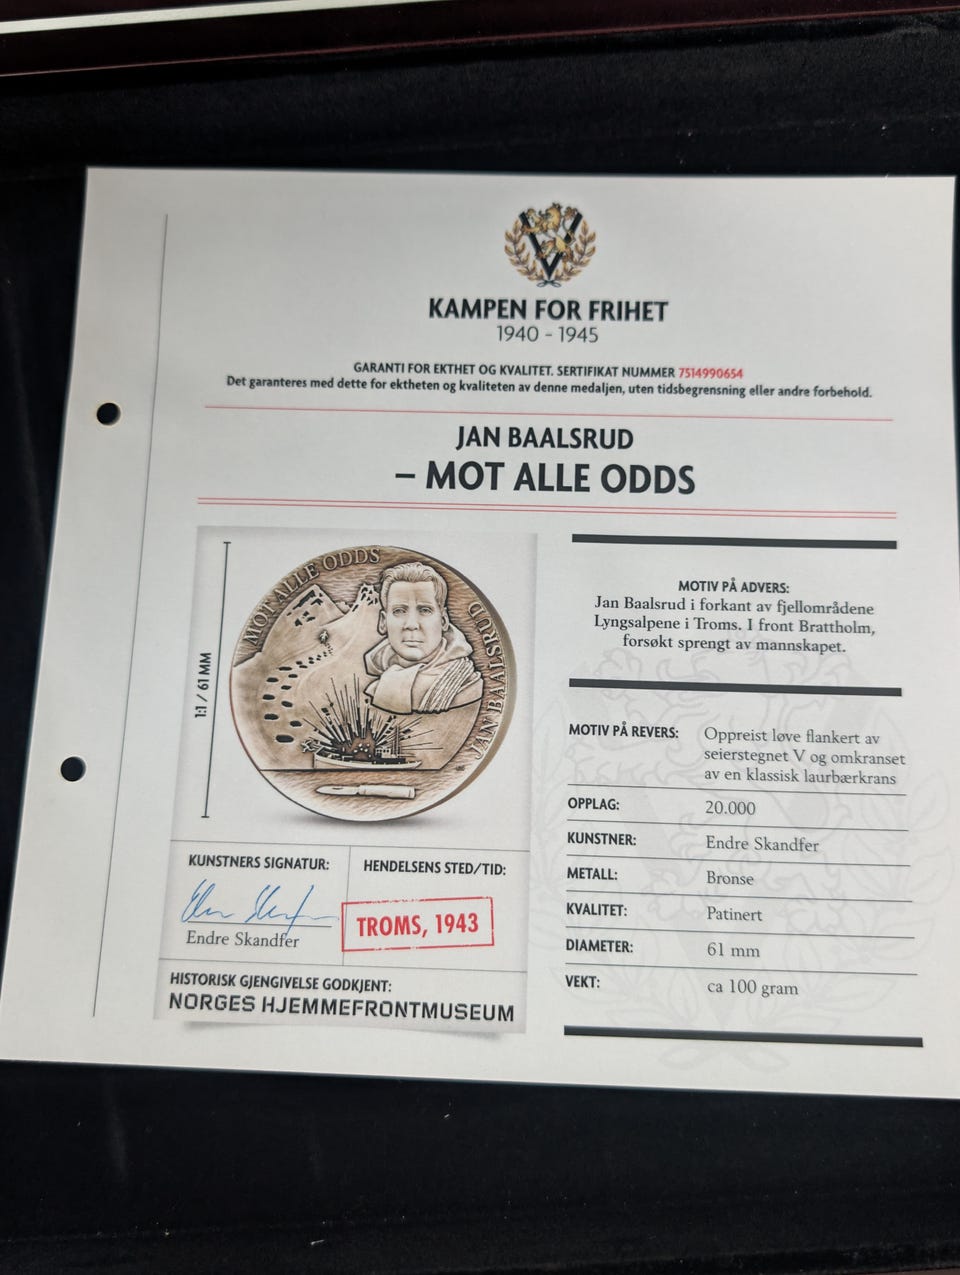 KAMPEN FOR FRIHET
1940 - 1945
GARANTI FOR EKTHET OG KVALITET. SERTIFIKAT NUMMER 7514990654
Det garanteres med dette for ektheten og kvaliteten av denne medaljen, uten tidsbegrensning eller andre forbehold.
JAN BAALSRUD
– MOT ALLE ODDS
1:1 / 61 MM
MOT ALLE ODDS
JAN BAALSRUD
KUNSTNERS SIGNATUR:
Endre Skandfer
HENDELSENS STED/TID:
TROMS, 1943
HISTORISK GJENGIVELSE GODKJENT:
NORGES HJEMMEFRONTMUSEUM
MOTIV PÅ ADVERS:
Jan Baalsrud i forkant av fjellområdene
Lyngsalpene i Troms. I front Brattholm,
forsøkt sprengt av mannskapet.
MOTIV PÅ REVERS: Oppreist løve flankert av
seierstegnet V og omkranset
av en klassisk laurbærkrans
OPPLAG: 20.000
KUNSTNER: Endre Skandfer
METALL: Bronse
KVALITET: Patinert
DIAMETER: 61 mm
VEKT: ca 100 gram